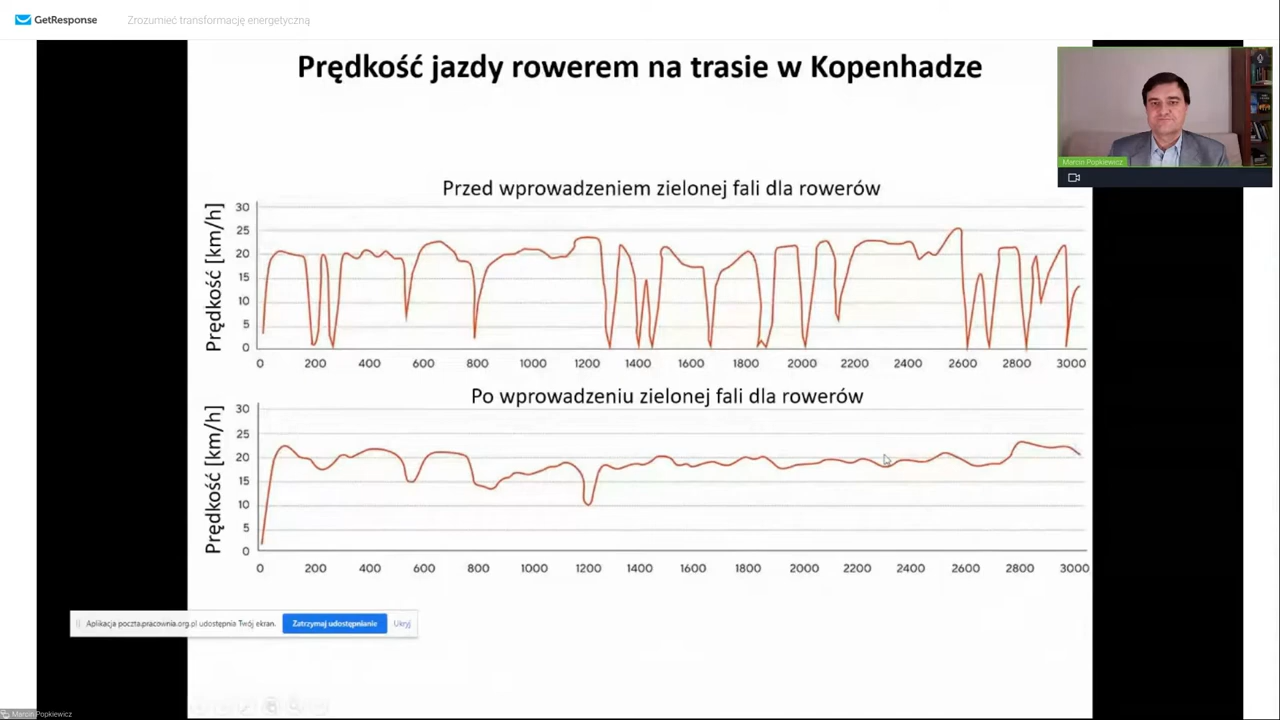 GetResponse
Zrozumieć transformację energetyczną
Prędkość jazdy rowerem na trasie w Kopenhadze
Marcin Popkiewicz
Przed wprowadzeniem zielonej fali dla rowerów
Prędkość [km/h]
30
25
20
15
10
5
0
0 200 400 600 800 1000 1200 1400 1600 1800 2000 2200 2400 2600 2800 3000
Po wprowadzeniu zielonej fali dla rowerów
Prędkość [km/h]
30
25
20
15
10
5
0
0 200 400 600 800 1000 1200 1400 1600 1800 2000 2200 2400 2600 2800 3000
Aplikacja poczta.pracownia.org.pl udostępnia Twój ekran. Zatrzymaj udostępnianie Ukryj
Marcin Popkiewicz